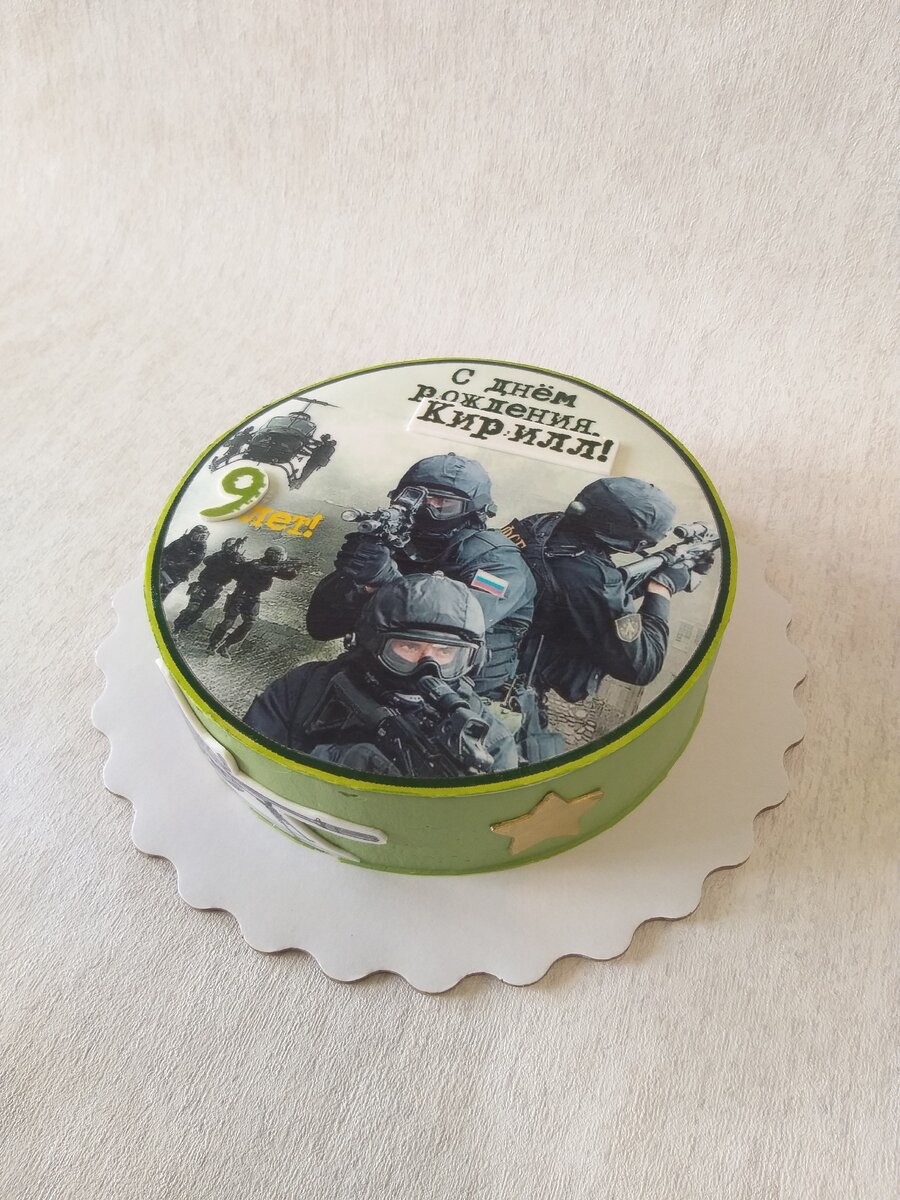 С днём
рождения.
Кирилл!
9
лет!